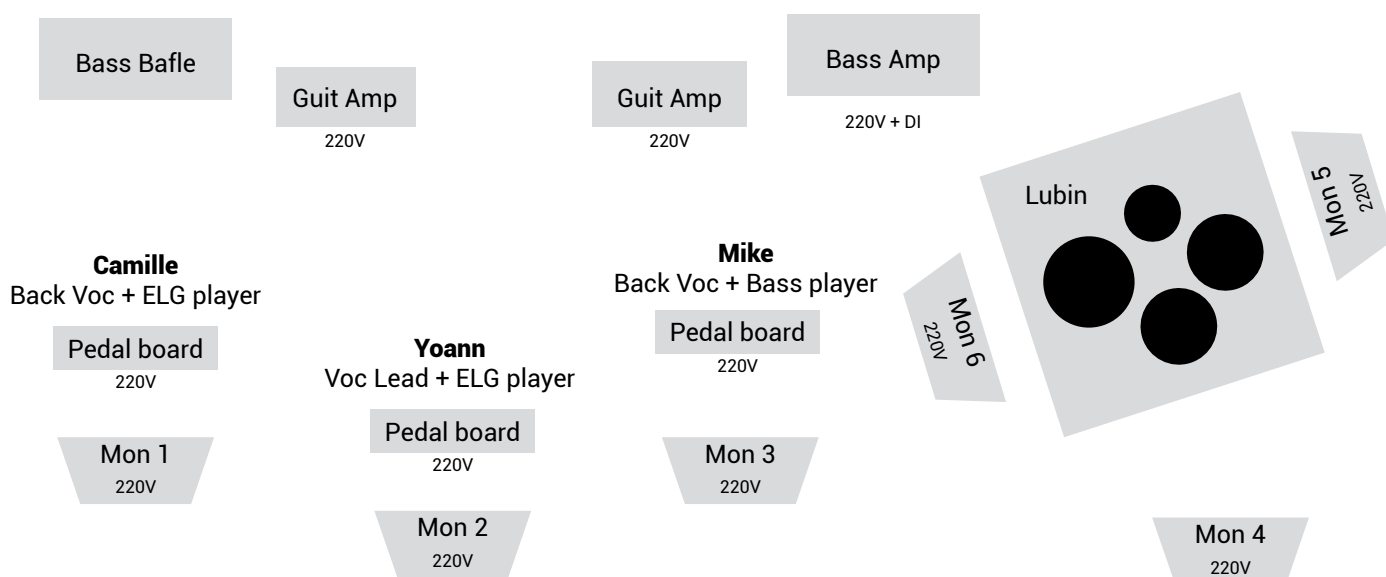 Bass Bafle
Guit Amp
220V
Guit Amp
220V
Bass Amp
220V + DI
Lubin
Mon 5
220V
Mon 6
220V
Camille
Back Voc + ELG player
Pedal board
220V
Mon 1
220V
Yoann
Voc Lead + ELG player
Pedal board
220V
Mon 2
220V
Mike
Back Voc + Bass player
Pedal board
220V
Mon 3
220V
Mon 4
220V